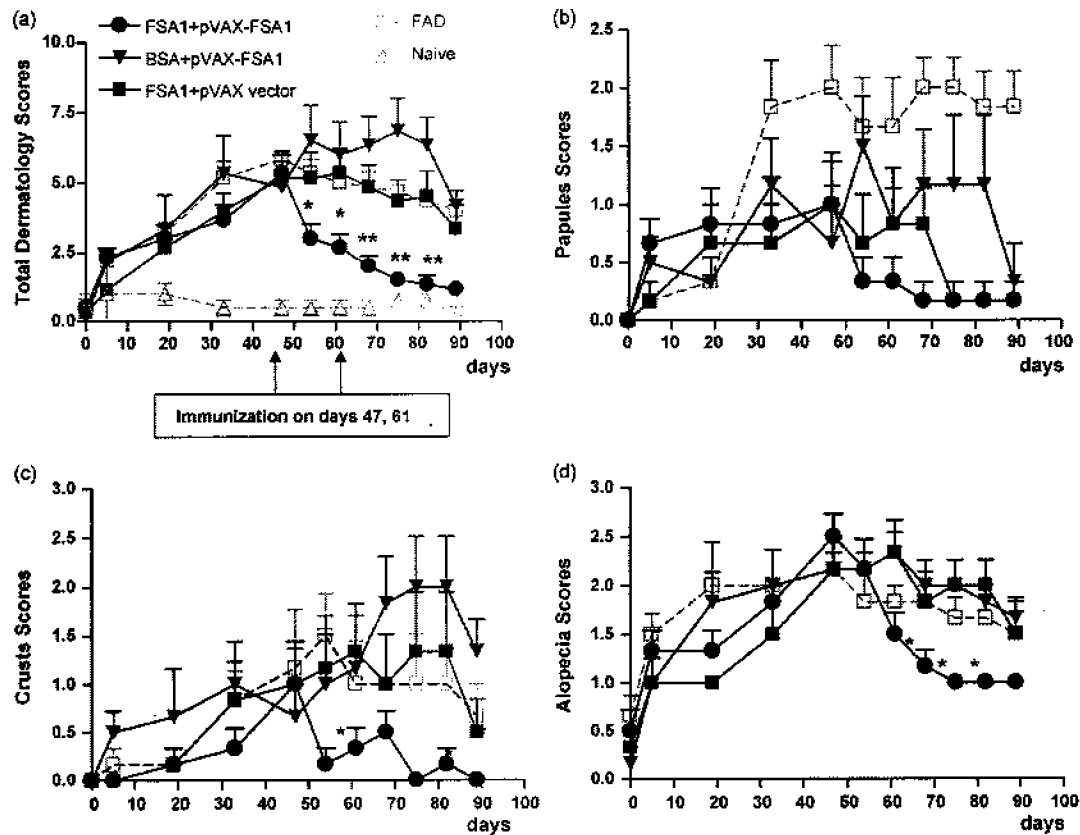 (a)
FSA1+pVAX-FSA1
BSA+pVAX-FSA1
FSA1+pVAX vector
FAD
Naive
Total Dermatology Scores
10.0
7.5
5.0
2.5
0.0
* * ** ** **
0 10 20 30 40 50 60 70 80 90 100
days
Immunization on days 47, 61
(b)
Papules Scores
2.5
2.0
1.5
1.0
0.5
0.0
0 10 20 30 40 50 60 70 80 90 100
days
(c)
Crusts Scores
3.0
2.5
2.0
1.5
1.0
0.5
0.0
* *
0 10 20 30 40 50 60 70 80 90 100
days
(d)
Alopecia Scores
3.0
2.5
2.0
1.5
1.0
0.5
0.0
* * *
0 10 20 30 40 50 60 70 80 90 100
days